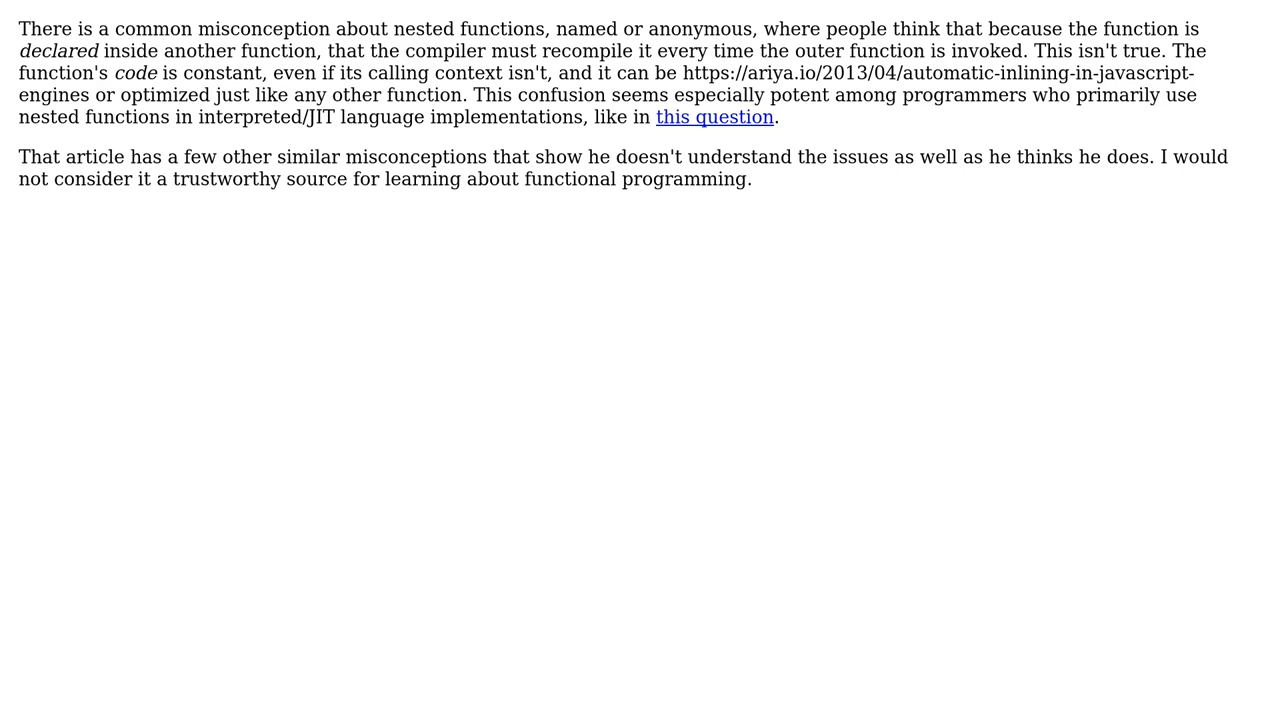 There is a common misconception about nested functions, named or anonymous, where people think that because the function is
declared inside another function, that the compiler must recompile it every time the outer function is invoked. This isn't true. The
function's code is constant, even if its calling context isn't, and it can be https://ariya.io/2013/04/automatic-inlining-in-javascript-
engines or optimized just like any other function. This confusion seems especially potent among programmers who primarily use
nested functions in interpreted/JIT language implementations, like in this question.
That article has a few other similar misconceptions that show he doesn't understand the issues as well as he thinks he does. I would
not consider it a trustworthy source for learning about functional programming.